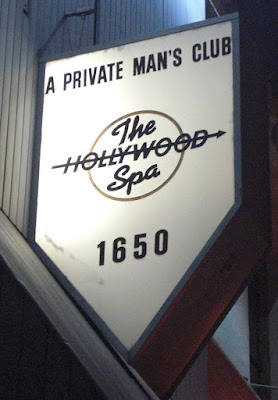 A PRIVATE MAN'S CLUB
The
HOLLYWOOD
Spa
1650